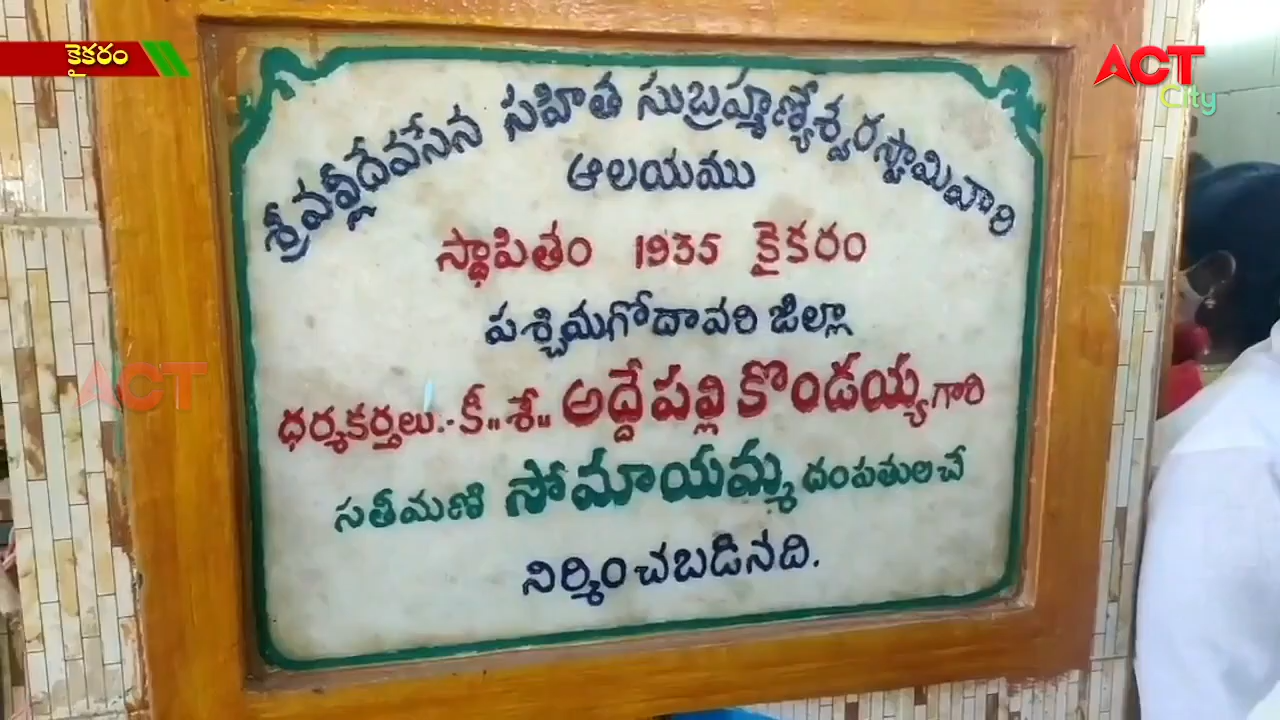 కైకరం
ACT
City
శ్రీవల్లీదేవసేన సహిత సుబ్రహ్మణ్యేశ్వరస్వామివారి
ఆలయము
స్థాపితం 1935 కైకరం
పశ్చిమగోదావరి జిల్లా
ACT
ధర్మకర్తలు:- కీ॥శే॥ అద్దేపల్లి కొండయ్య గారి
సతీమణి సోమాయమ్మ దంపతులచే
నిర్మించబడినది.